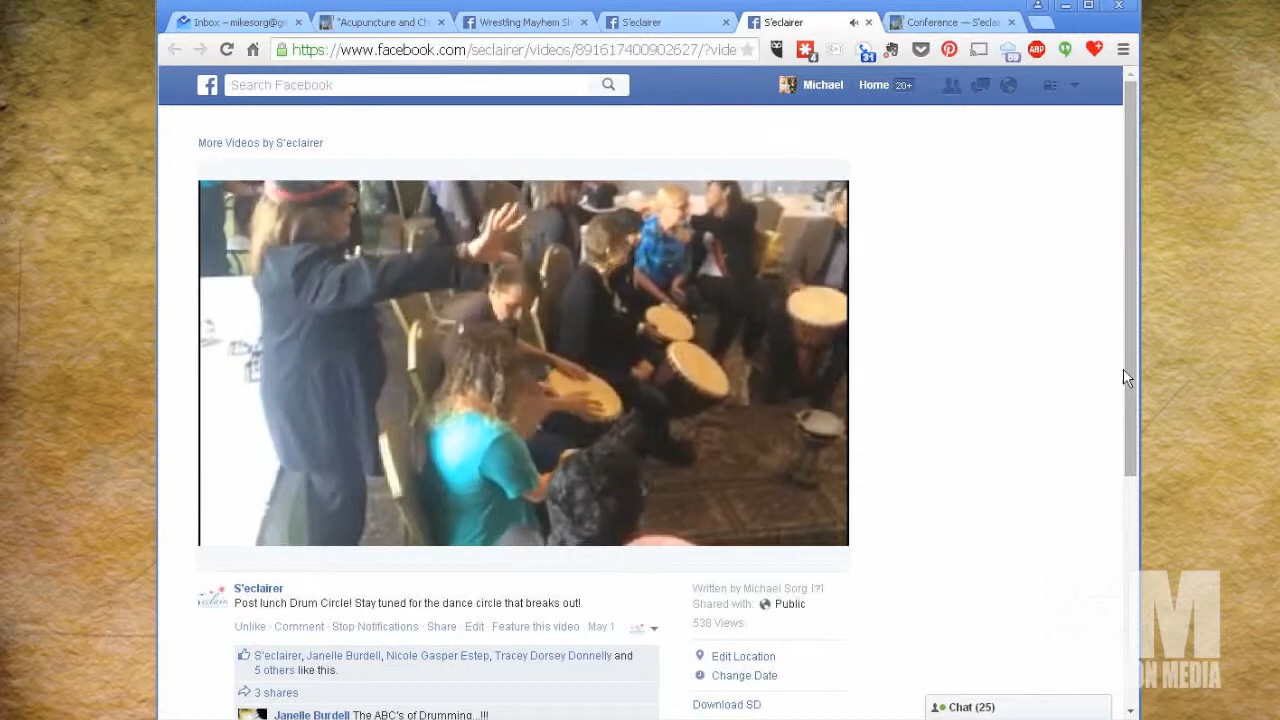 Inbox – mikesorg@gm
"Acupuncture and Ch
Wrestling Mayhem Sh
S'eclairer
S'eclairer
Conference — S'eclai
https://www.facebook.com/seclairer/videos/891617400902627/?vide
4
31
ABP
Search Facebook
Michael
Home 20+
More Videos by S'eclairer
S'eclairer
Post lunch Drum Circle! Stay tuned for the dance circle that breaks out!
Unlike · Comment · Stop Notifications · Share · Edit · Feature this video · May 1
Written by Michael Sorg [?]
Shared with: Public
538 Views
S'eclairer, Janelle Burdell, Nicole Gasper Estep, Tracey Dorsey Donnelly and
5 others like this.
3 shares
Janelle Burdell The ABC's of Drumming...!!!
Edit Location
Change Date
Download SD
Chat (25)
M
ON MEDIA